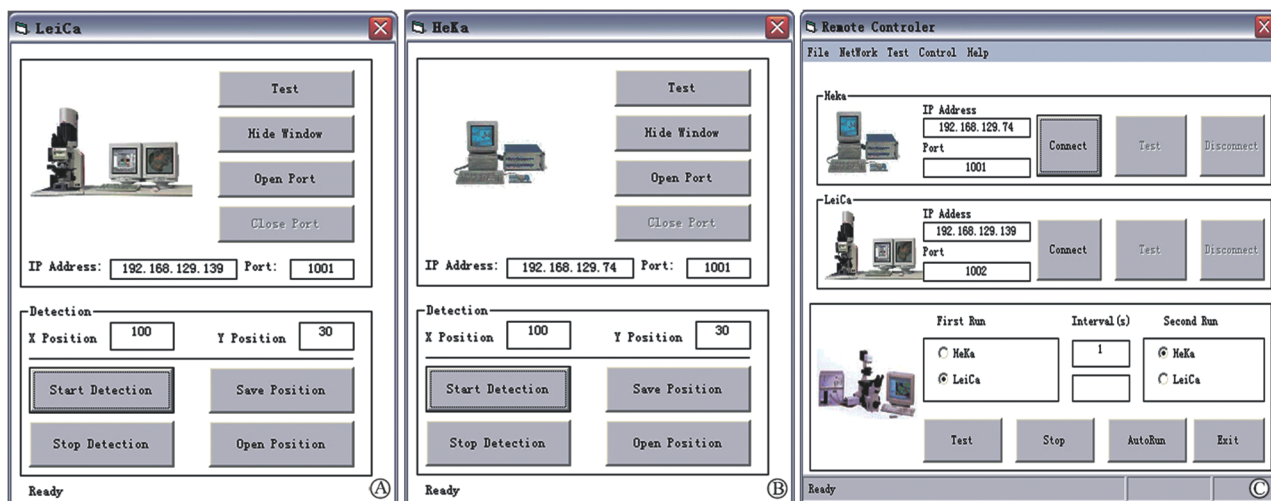 LeiCa
Test
Hide Window
Open Port
Close Port
IP Address: 192.168.129.139 Port: 1001
Detection
X Position 100 Y Position 30
Start Detection Save Position
Stop Detection Open Position
Ready
A
HeKa
Test
Hide Window
Open Port
Close Port
IP Address: 192.168.129.74 Port: 1001
Detection
X Position 100 Y Position 30
Start Detection Save Position
Stop Detection Open Position
Ready
B
Remote Controler
File NetWork Test Control Help
Heka
IP Address
192.168.129.74
Port
1001
Connect Test Disconnect
LeiCa
IP Addess
192.168.129.139
Port
1002
Connect Test Disconnect
First Run Interval(s) Second Run
HeKa 1 HeKa
LeiCa LeiCa
Test Stop AutoRun Exit
Ready
C